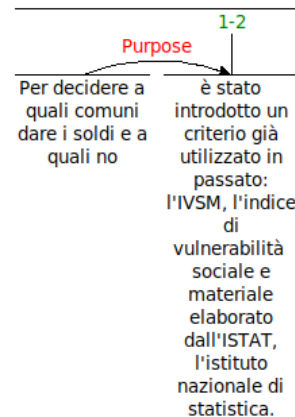 1-2
Purpose
Per decidere a
quali comuni
dare i soldi e a
quali no
è stato
introdotto un
criterio già
utilizzato in
passato:
l'IVSM, l'indice
di
vulnerabilità
sociale e
materiale
elaborato
dall'ISTAT,
l'istituto
nazionale di
statistica.